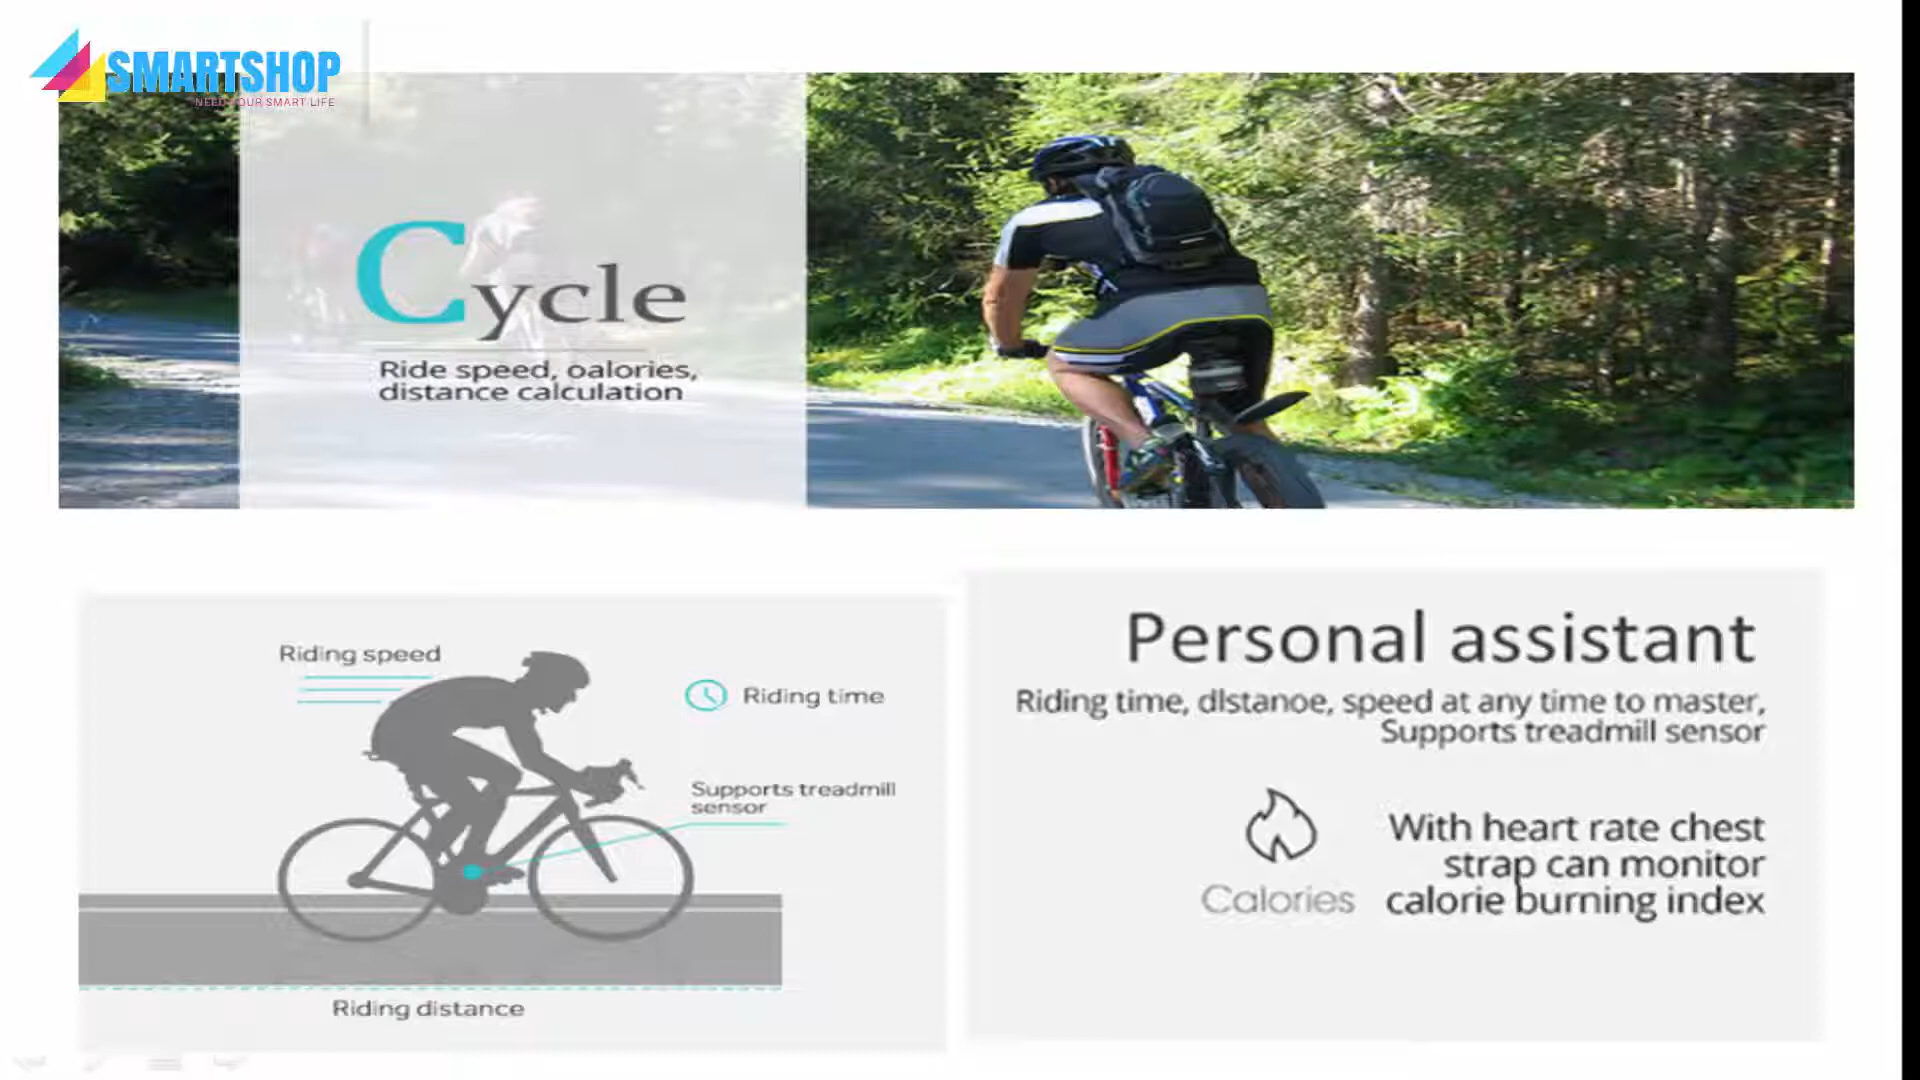 SMARTSHOP
NEED YOUR SMART LIFE
Cycle
Ride speed, oalories,
distance calculation
Riding speed
Riding time
Supports treadmill
sensor
Riding distance
Personal assistant
Riding time, dlstanoe, speed at any time to master,
Supports treadmill sensor
Calories
With heart rate chest
strap can monitor
calorie burning index